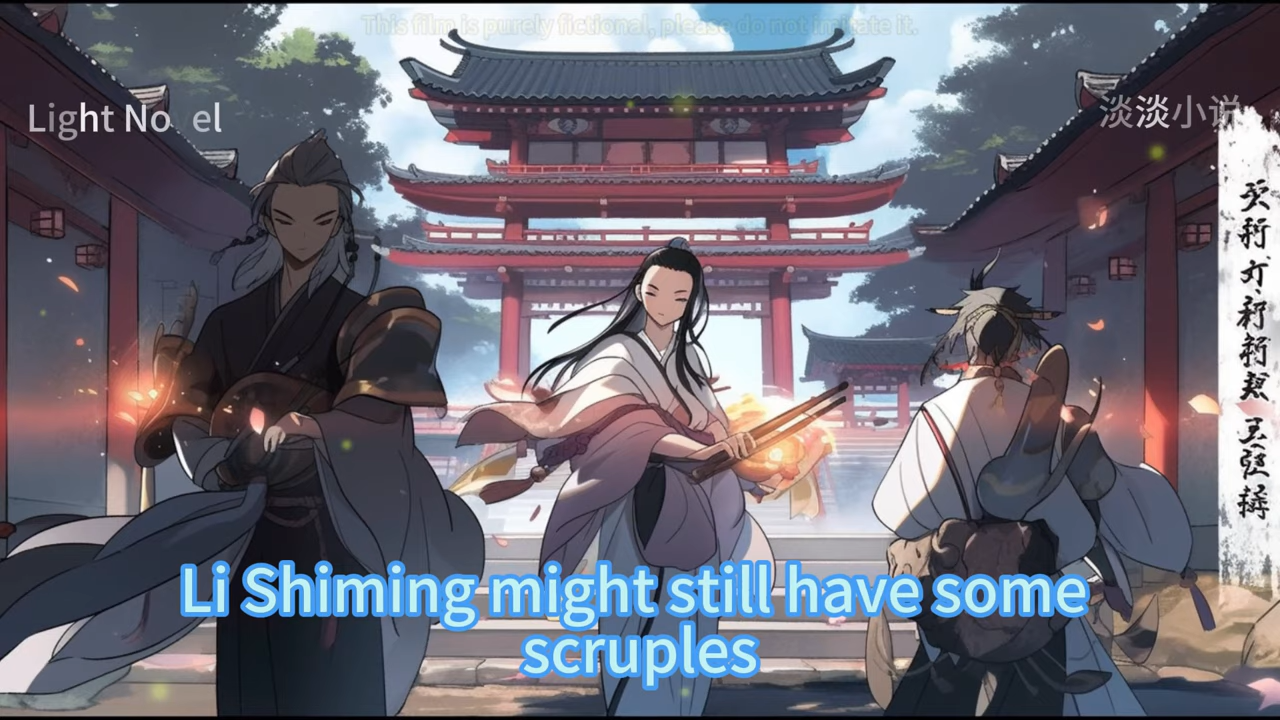 This film is purely fictional, please do not imitate it.
Light No el
淡淡小说
Li Shiming might still have some
scruples